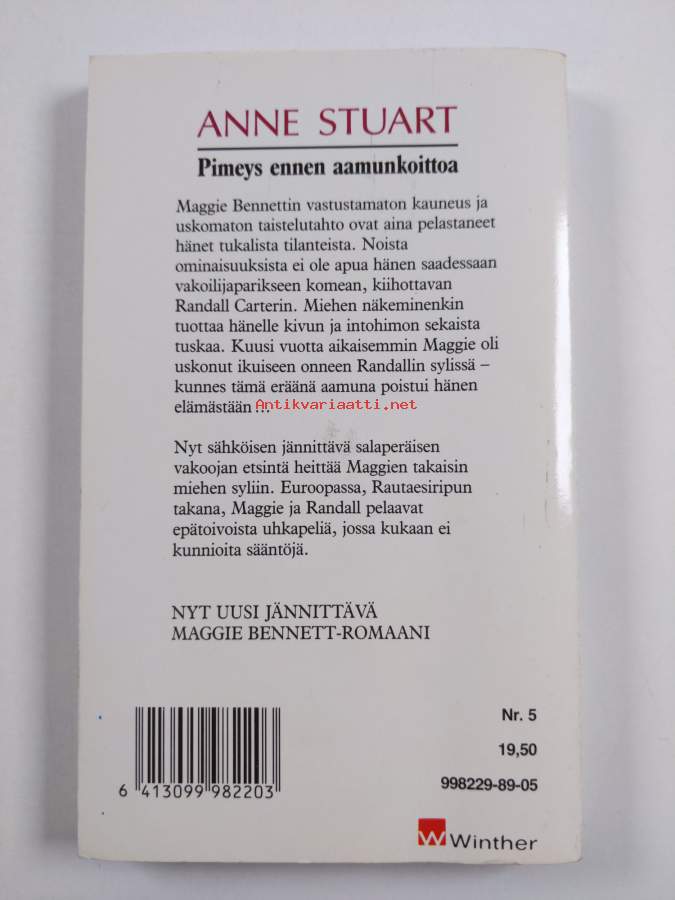 ANNE STUART
Pimeys ennen aamunkoittoa
Maggie Bennettin vastustamaton kauneus ja
uskomaton taistelutahto ovat aina pelastaneet
hänet tukalista tilanteista. Noista
ominaisuuksista ei ole apua hänen saadessaan
vakoilijaparikseen komean, kiihottavan
Randall Carterin. Miehen näkeminenkin
tuottaa hänelle kivun ja intohimon sekaista
tuskaa. Kuusi vuotta aikaisemmin Maggie oli
uskonut ikuiseen onneen Randallin sylissä –
kunnes tämä eräänä aamuna poistui hänen
elämästään ...
Antikvariaatti.net
Nyt sähköisen jännittävä salaperäisen
vakoojan etsintä heittää Maggien takaisin
miehen syliin. Euroopassa, Rautaesiripun
takana, Maggie ja Randall pelaavat
epätoivoista uhkapeliä, jossa kukaan ei
kunnioita sääntöjä.
NYT UUSI JÄNNITTÄVÄ
MAGGIE BENNETT-ROMAANI
Nr. 5
19,50
998229-89-05
6 413099 982203
W Winther